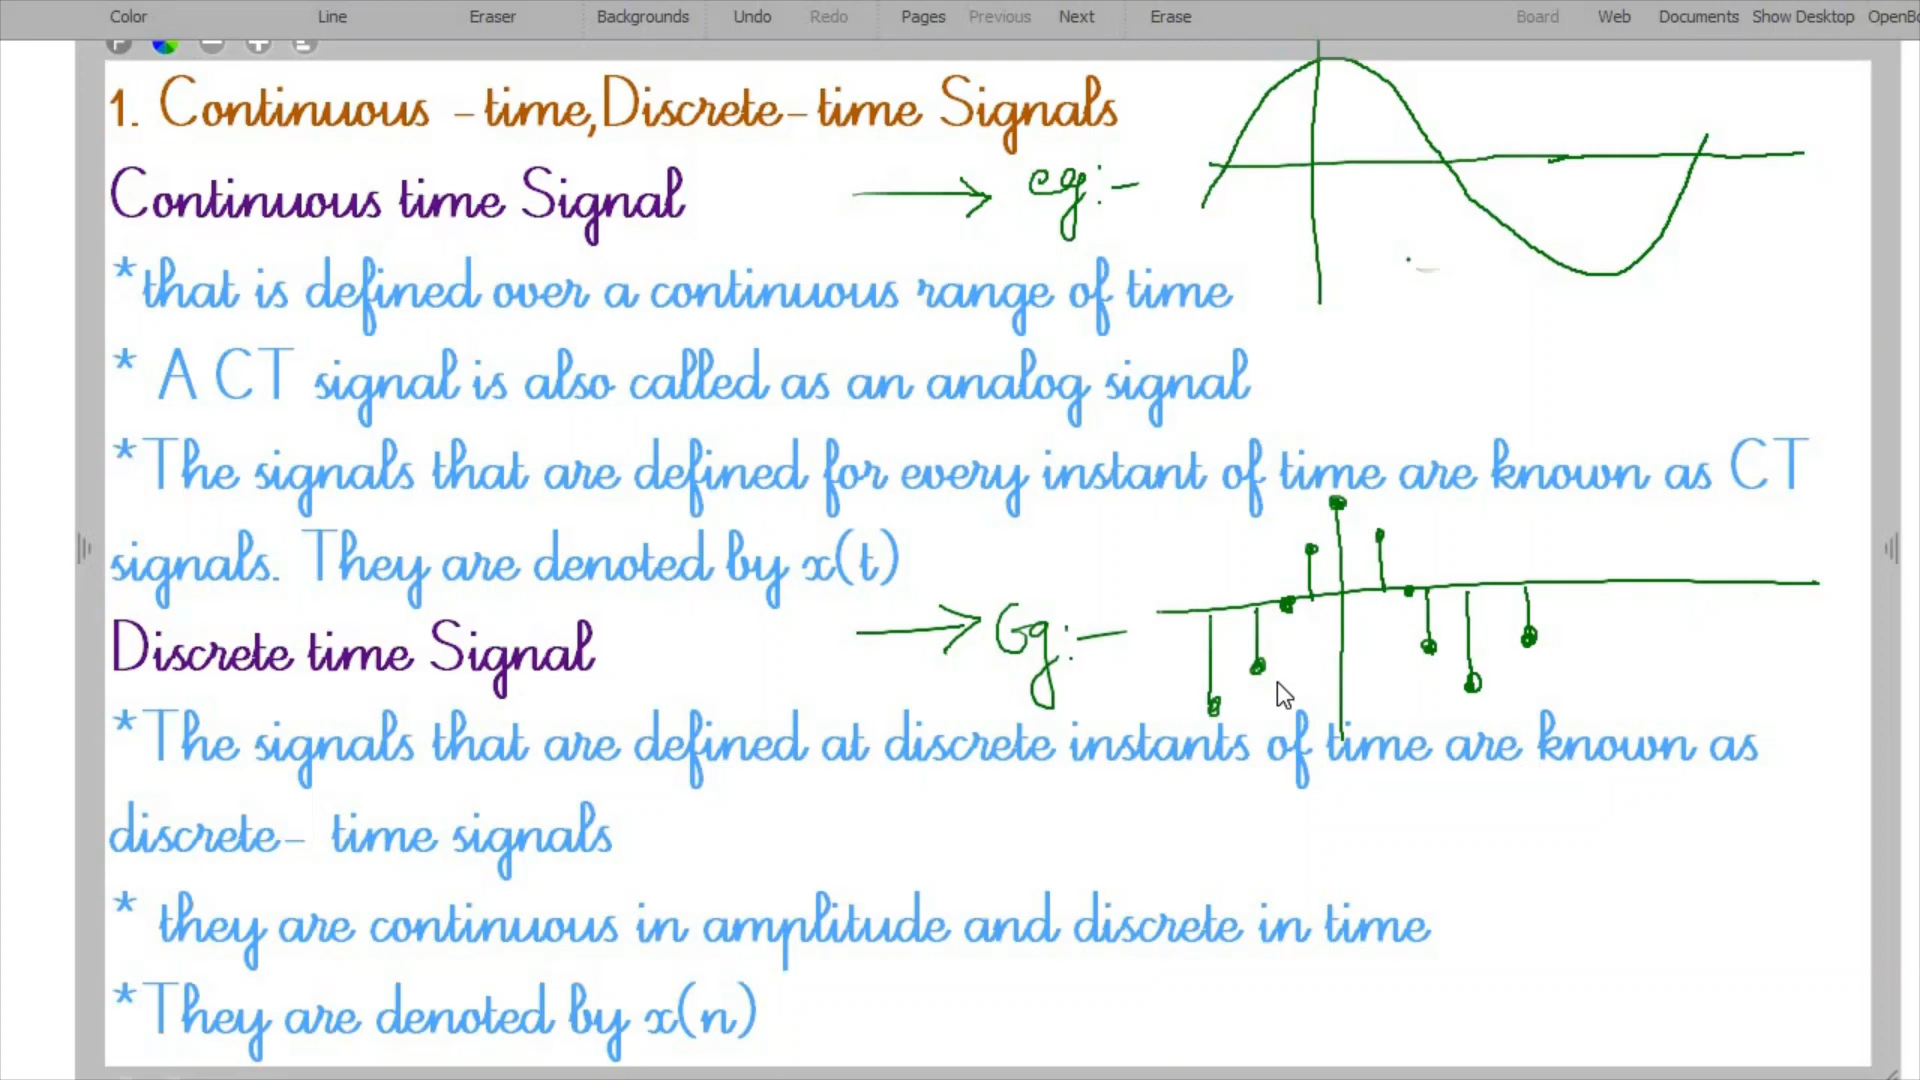 Color Line Eraser Backgrounds Undo Redo Pages Previous Next Erase Board Web Documents Show Desktop OpenBo
1. Continuous -time,Discrete-time Signals
Continuous time Signal
eg:-
*that is defined over a continuous range of time
* A CT signal is also called as an analog signal
*The signals that are defined for every instant of time are known as CT
signals. They are denoted by x(t)
Discrete time Signal
Gg:-
*The signals that are defined at discrete instants of time are known as
discrete- time signals
* they are continuous in amplitude and discrete in time
*They are denoted by x(n)